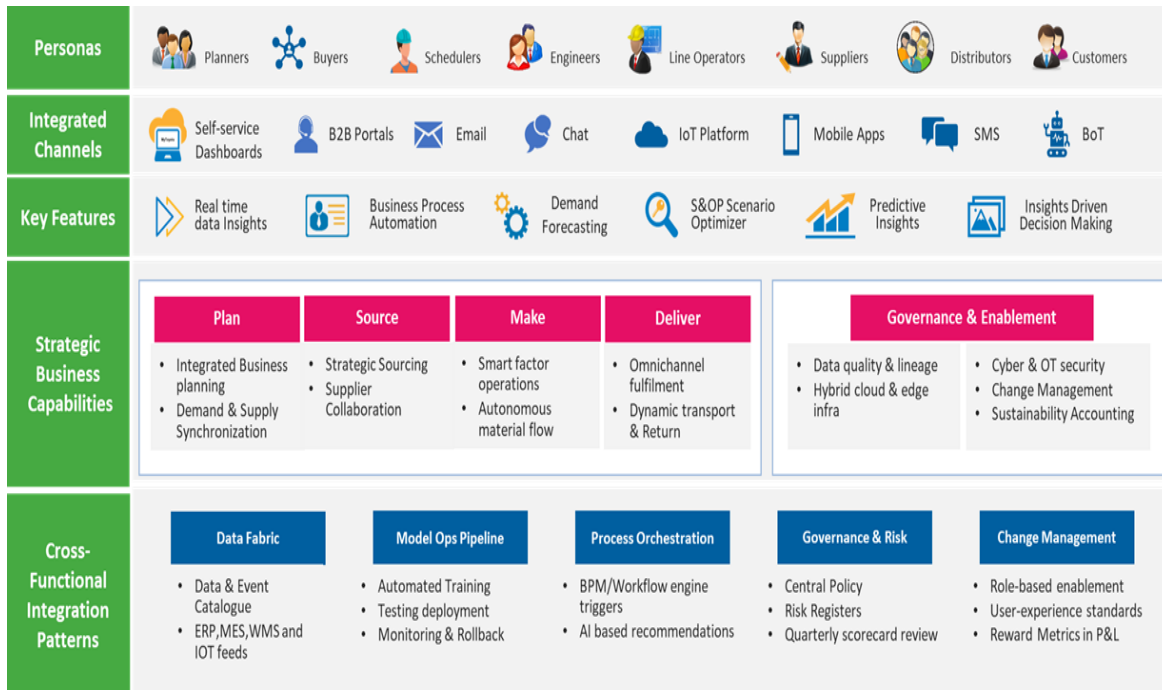 Personas
Planners
Buyers
Schedulers
Engineers
Line Operators
Suppliers
Distributors
Customers
Integrated
Channels
Self-service
Dashboards
B2B Portals
Email
Chat
IoT Platform
Mobile Apps
SMS
BoT
Key Features
Real time
data Insights
Business Process
Automation
Demand
Forecasting
S&OP Scenario
Optimizer
Predictive
Insights
Insights Driven
Decision Making
Strategic
Business
Capabilities
Plan
• Integrated Business
planning
• Demand & Supply
Synchronization
Source
• Strategic Sourcing
• Supplier
Collaboration
Make
• Smart factor
operations
• Autonomous
material flow
Deliver
• Omnichannel
fulfilment
• Dynamic transport
& Return
Governance & Enablement
• Data quality & lineage
• Hybrid cloud & edge
infra
• Cyber & OT security
• Change Management
• Sustainability Accounting
Cross-
Functional
Integration
Patterns
Data Fabric
• Data & Event
Catalogue
• ERP,MES,WMS and
IOT feeds
Model Ops Pipeline
• Automated Training
• Testing deployment
• Monitoring & Rollback
Process Orchestration
• BPM/Workflow engine
triggers
• AI based recommendations
Governance & Risk
• Central Policy
• Risk Registers
• Quarterly scorecard review
Change Management
• Role-based enablement
• User-experience standards
• Reward Metrics in P&L